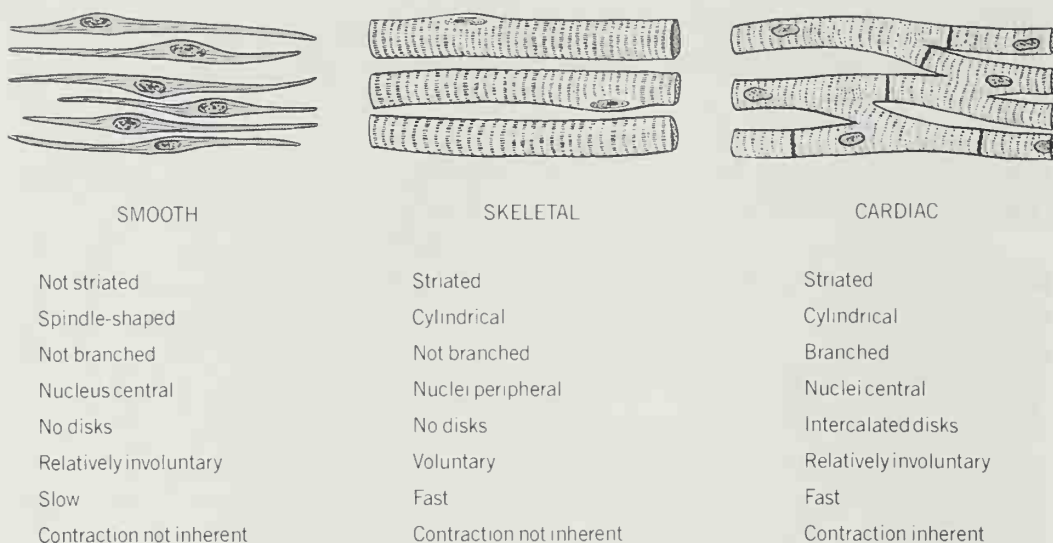 SMOOTH
Not striated
Spindle-shaped
Not branched
Nucleus central
No disks
Relatively involuntary
Slow
Contraction not inherent
SKELETAL
Striated
Cylindrical
Not branched
Nuclei peripheral
No disks
Voluntary
Fast
Contraction not inherent
CARDIAC
Striated
Cylindrical
Branched
Nuclei central
Intercalated disks
Relatively involuntary
Fast
Contraction inherent